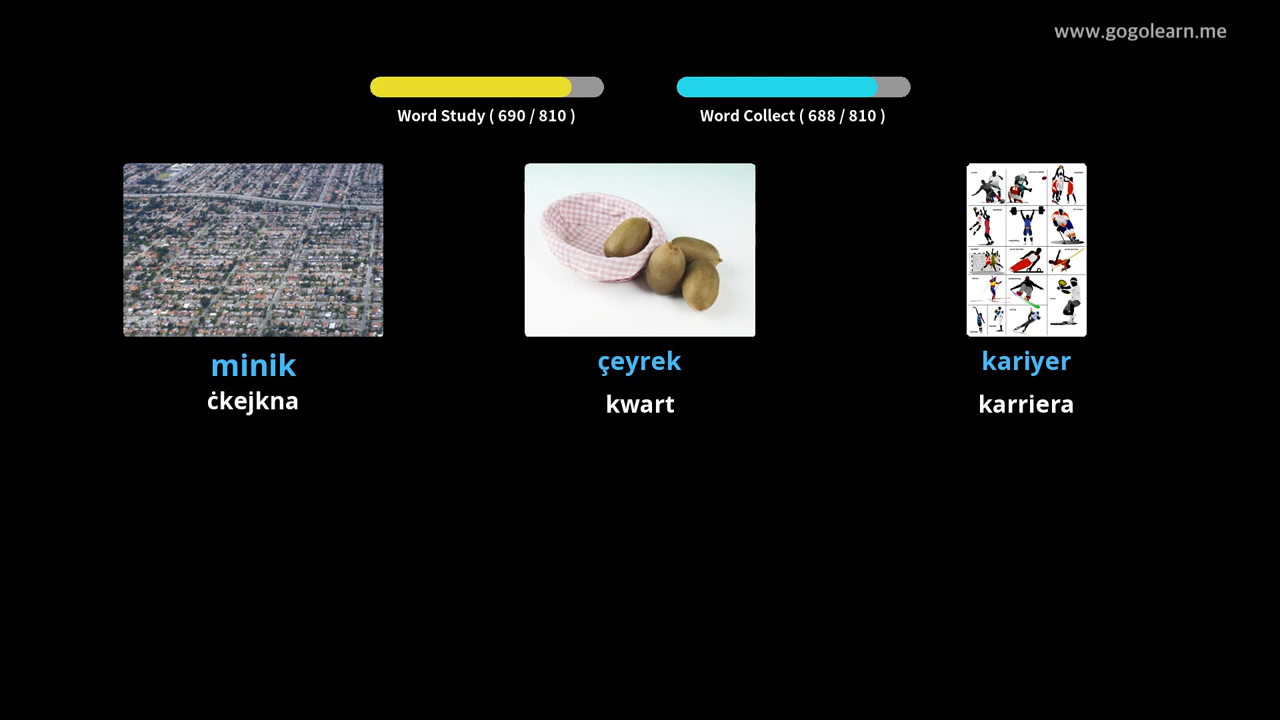 www.gogolearn.me
Word Study ( 690 / 810 )
Word Collect ( 688 / 810 )
minik
ċkejkna
çeyrek
kwart
kariyer
karriera